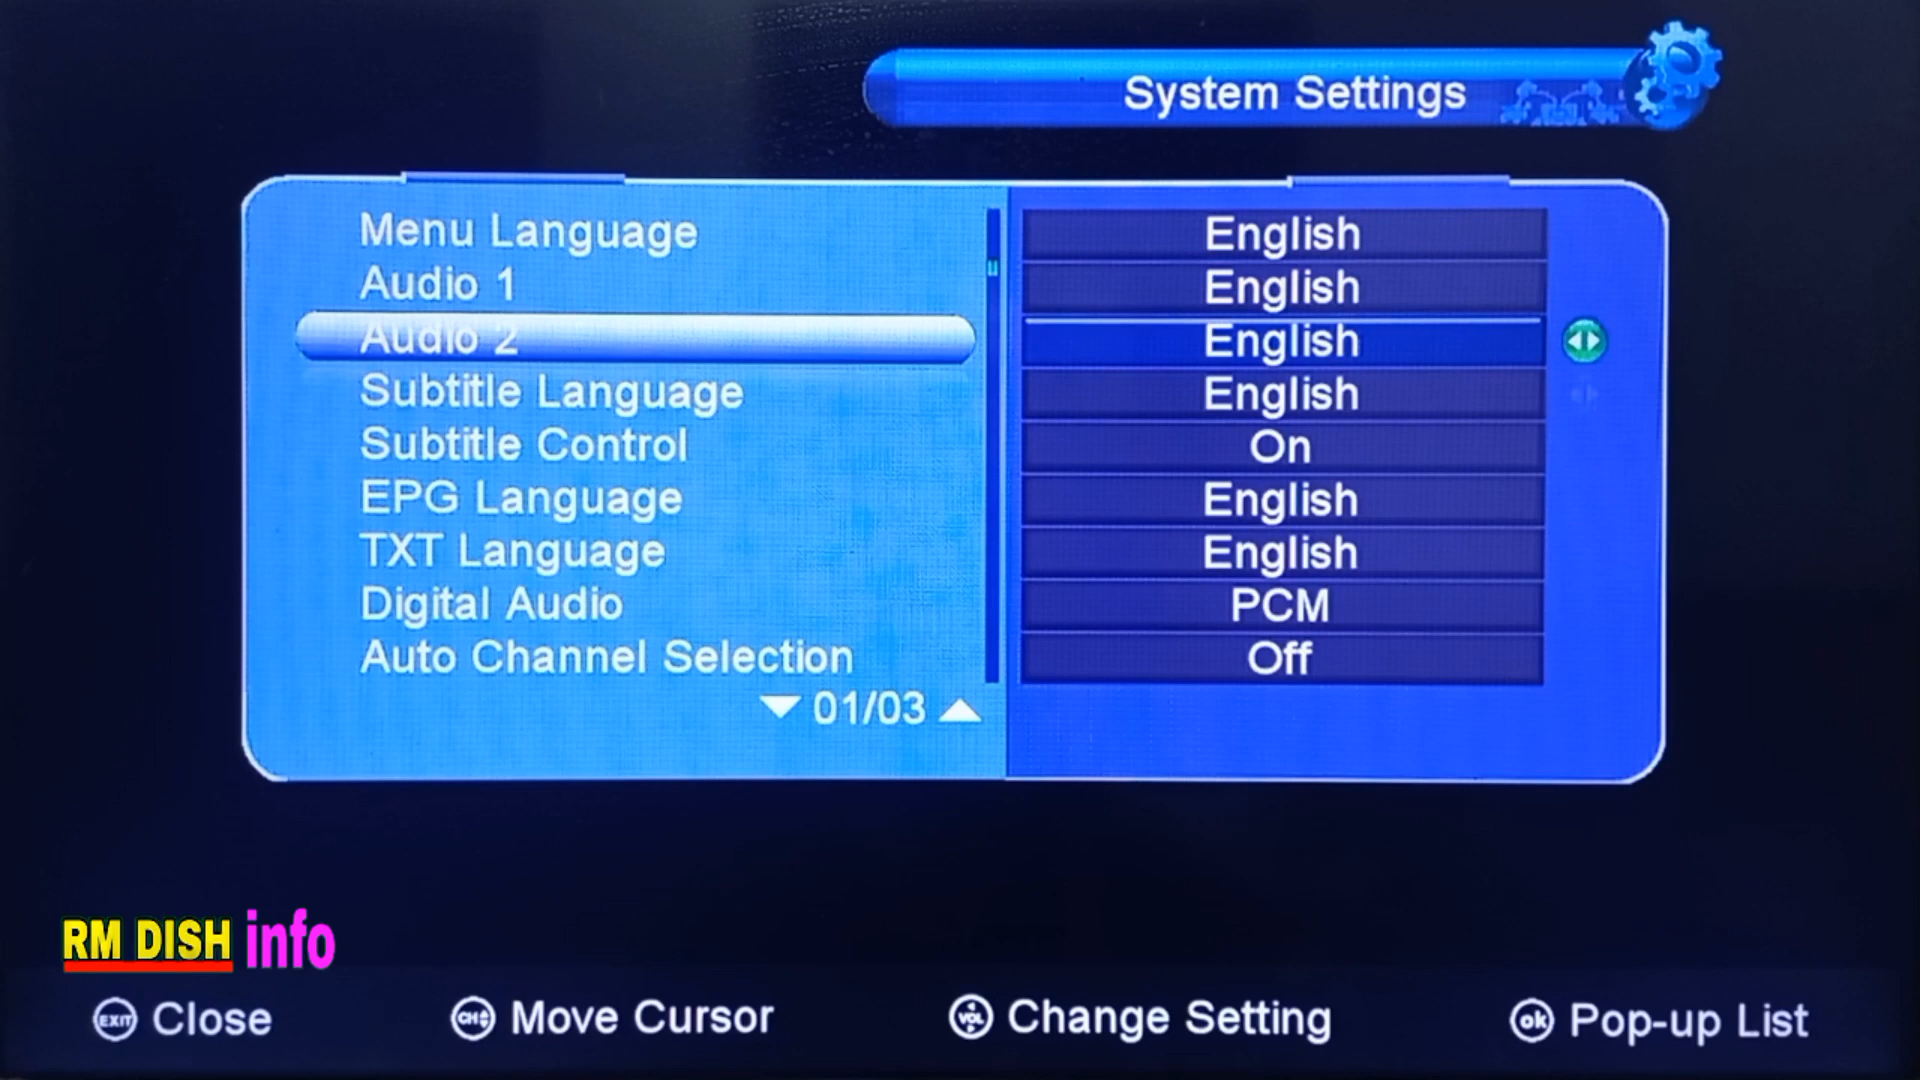 System Settings
Menu Language English
Audio 1 English
Audio 2 English
Subtitle Language English
Subtitle Control On
EPG Language English
TXT Language English
Digital Audio PCM
Auto Channel Selection Off
01/03
RM DISH info
EXIT Close CH Move Cursor VOL Change Setting ok Pop-up List